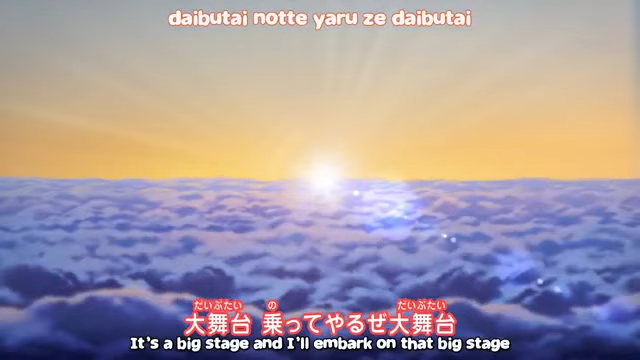 daibutai notte yaru ze daibutai
だいぶたい の だいぶたい
大舞台 乗ってやるぜ大舞台
It's a big stage and I'll embark on that big stage